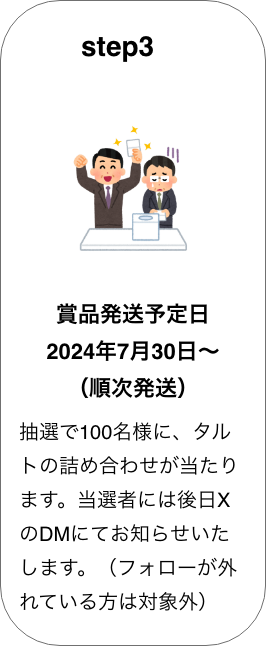 step3
賞品発送予定日
2024年7月30日〜
（順次発送）
抽選で100名様に、タル
トの詰め合わせが当たり
ます。当選者には後日X
のDMにてお知らせいた
します。（フォローが外
れている方は対象外）